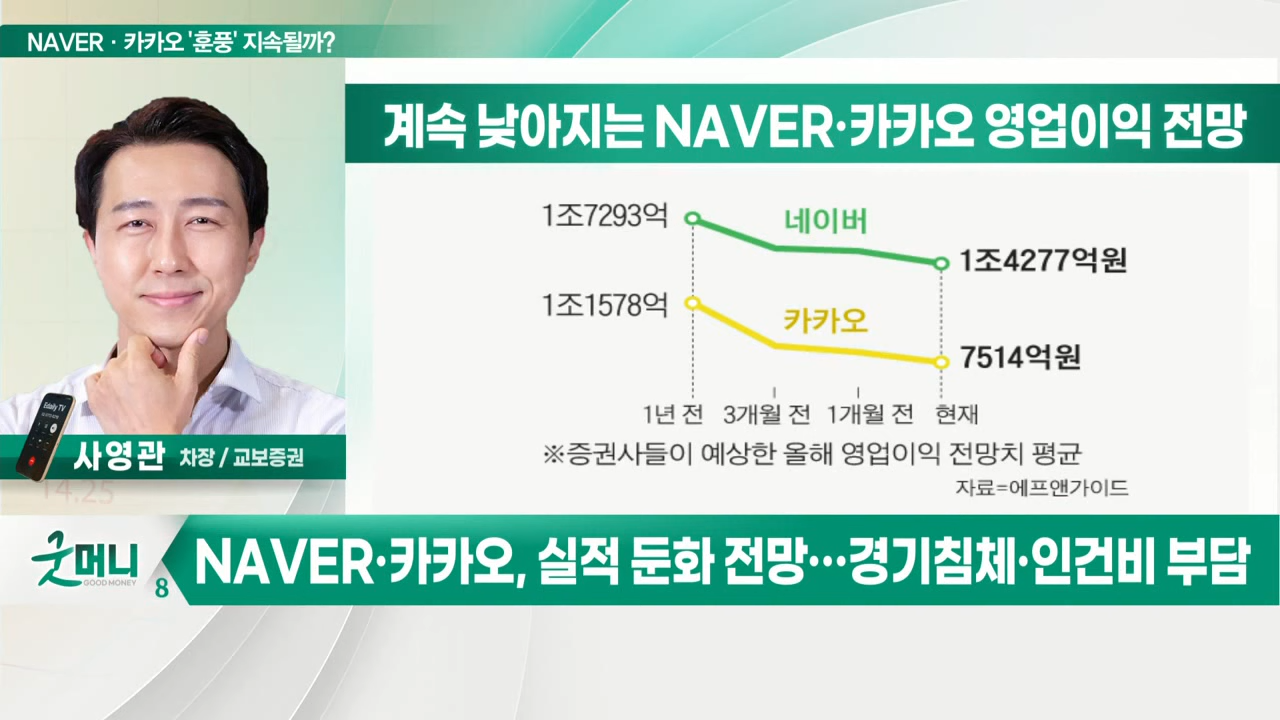 NAVER · 카카오 '훈풍' 지속될까?
계속 낮아지는 NAVER·카카오 영업이익 전망
1조7293억
네이버
1조4277억원
1조1578억
카카오
7514억원
1년 전 3개월 전 1개월 전 현재
※증권사들이 예상한 올해 영업이익 전망치 평균
자료=에프앤가이드
Edaily TV
사영관 차장 / 교보증권
14.25
굿머니
GOOD MONEY
8
NAVER·카카오, 실적 둔화 전망…경기침체·인건비 부담